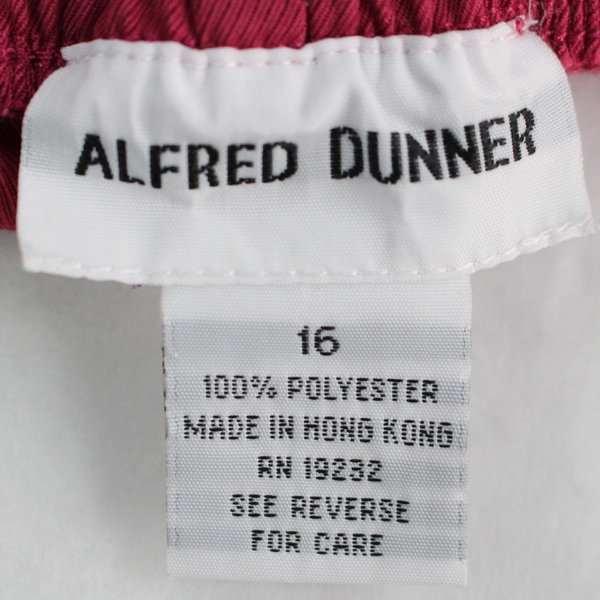 ALFRED DUNNER
16
100% POLYESTER
MADE IN HONG KONG
RN 19232
SEE REVERSE
FOR CARE